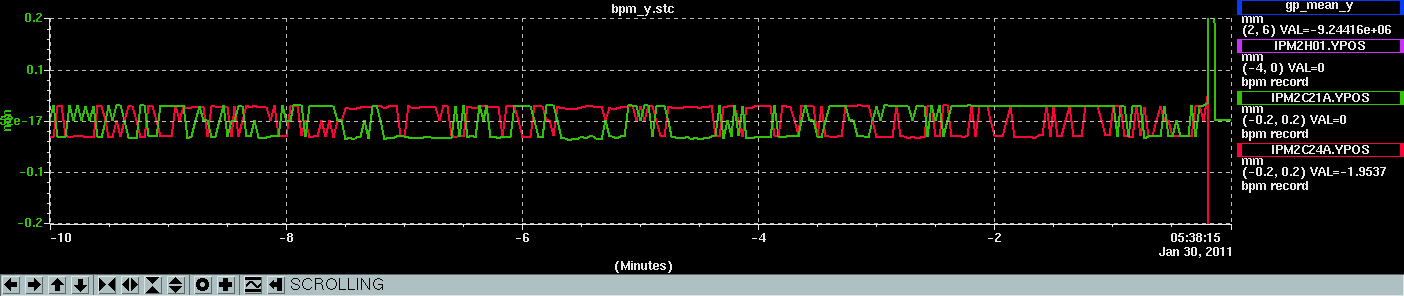 bpm_y.stc
gp_mean_y
0.2
mm
(2, 6) VAL=-9.24416e+06
IPM2H01.YPOS
mm
0.1
(-4, 0) VAL=0
bpm record
IPM2C21A.YPOS
mm
(-0.2, 0.2) VAL=0
e-17
mm
bpm record
IPM2C24A.YPOS
mm
-0.1
(-0.2, 0.2) VAL=-1.9537
bpm record
-0.2
-10 -8 -6 -4 -2 05:38:15
Jan 30, 2011
(Minutes)
SCROLLING